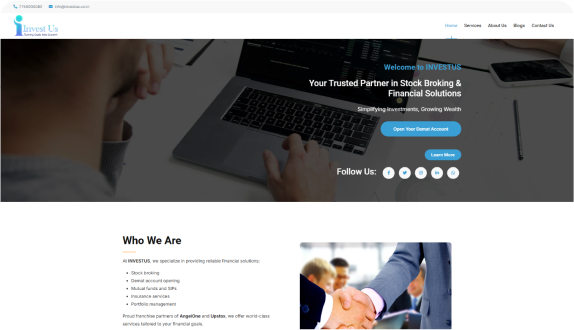 info@investus.co.in
Invest Us
Home Services About Us Blogs Contact Us
Welcome to INVESTUS
Your Trusted Partner in Stock Broking &
Financial Solutions
Simplifying Investments, Growing Wealth
Open Your Demat Account
Learn More
Follow Us:
Who We Are
At INVESTUS, we specialize in providing reliable financial solutions:
Stock broking
Demat account opening
Mutual funds and SIPs
Insurance services
Portfolio management
Proud franchise partners of AngelOne and Upstox, we offer world-class
services tailored to your financial goals.